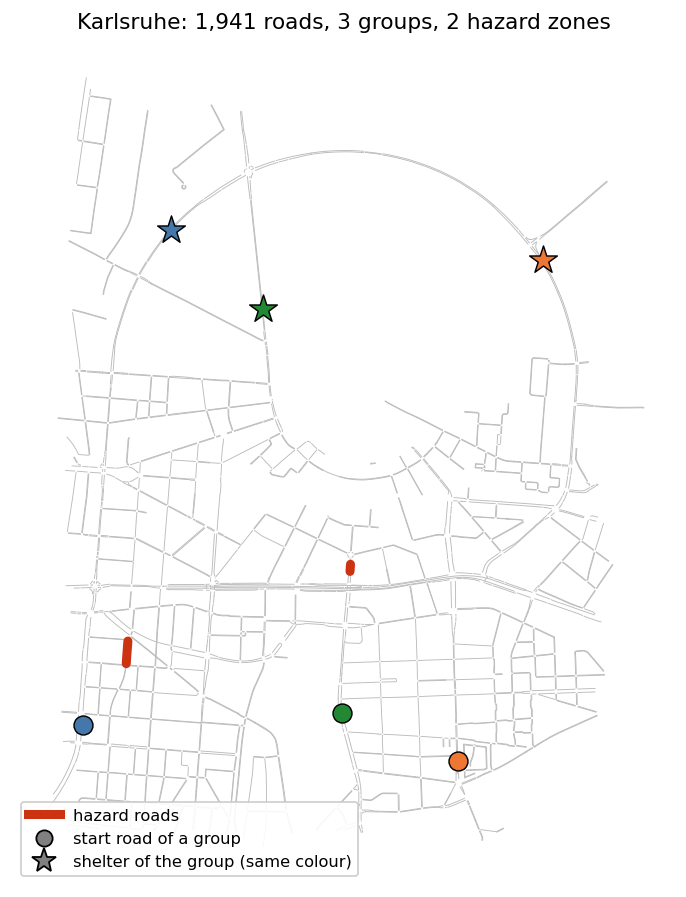 Karlsruhe: 1,941 roads, 3 groups, 2 hazard zones
hazard roads
start road of a group
shelter of the group (same colour)